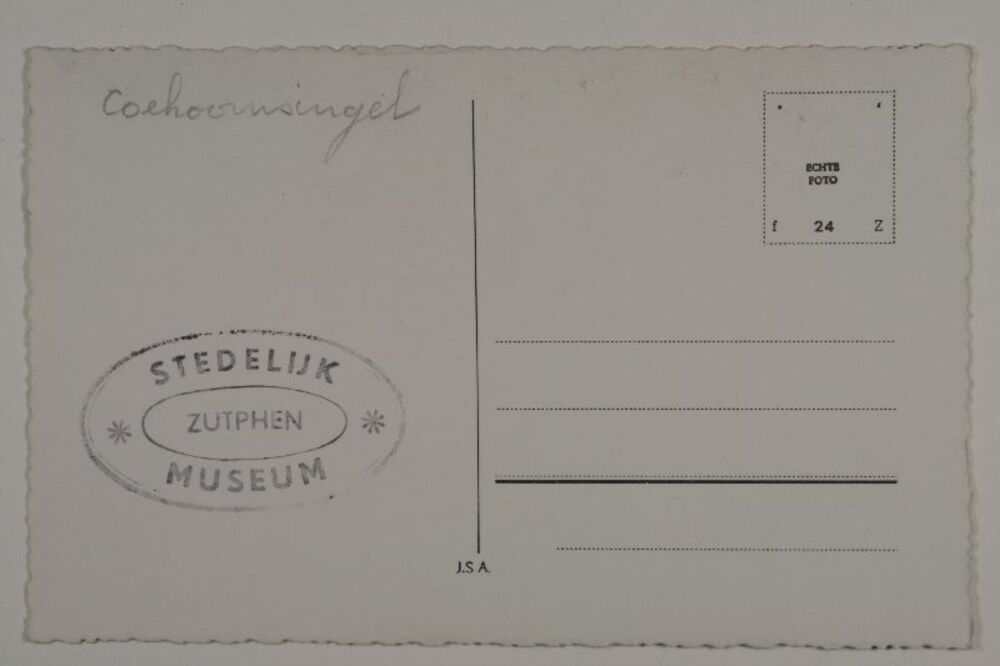 Coehoornsingel
ECHTE
FOTO
f 24 Z
STEDELIJK
ZUTPHEN
MUSEUM
J.S.A.